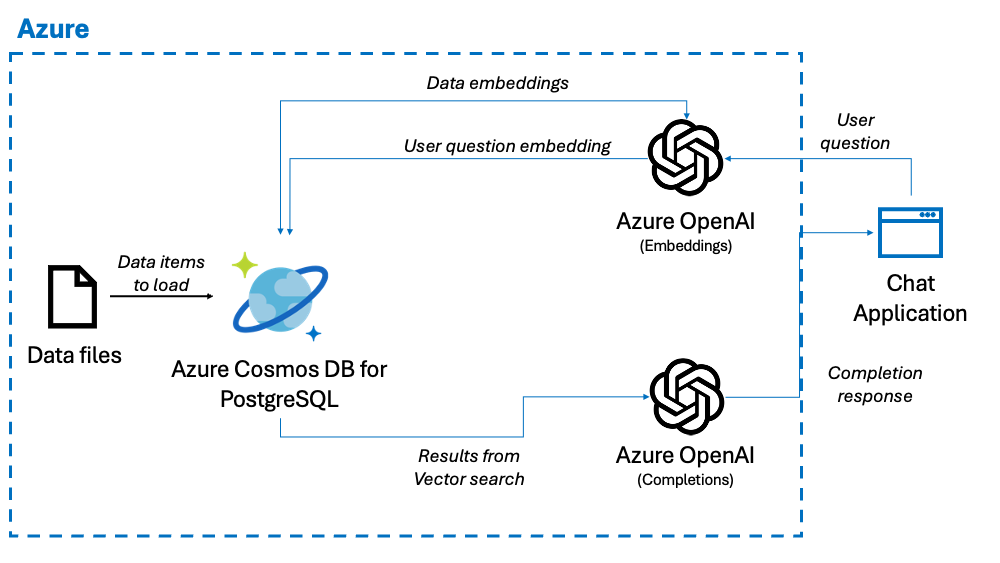 Azure
Data embeddings
User question embedding
User
question
Azure OpenAI
(Embeddings)
Data items
to load
Chat
Application
Data files
Azure Cosmos DB for
PostgreSQL
Completion
response
Results from
Vector search
Azure OpenAI
(Completions)